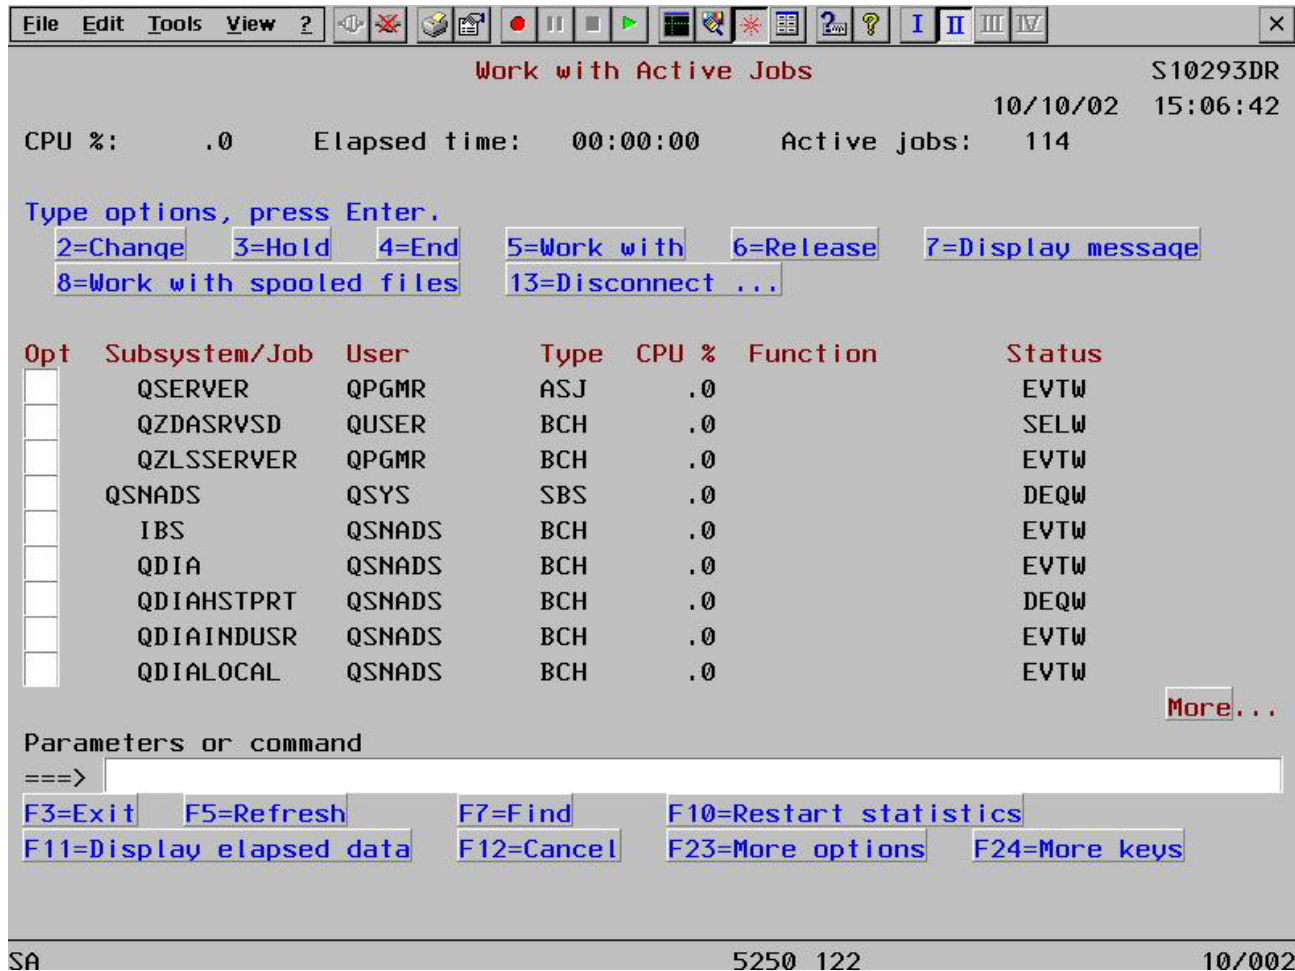 File Edit Tools View ? I II III IV ×
Work with Active Jobs S10293DR
10/10/02 15:06:42
CPU %: .0 Elapsed time: 00:00:00 Active jobs: 114
Type options, press Enter.
2=Change 3=Hold 4=End 5=Work with 6=Release 7=Display message
8=Work with spooled files 13=Disconnect ...
Opt Subsystem/Job User Type CPU % Function Status
QSERVER QPGMR ASJ .0 EVTW
QZDASRVSD QUSER BCH .0 SELW
QZLSSERVER QPGMR BCH .0 EVTW
QSNADS QSYS SBS .0 DEQW
IBS QSNADS BCH .0 EVTW
QDIA QSNADS BCH .0 EVTW
QDIAHSTPRT QSNADS BCH .0 DEQW
QDIAINDUSR QSNADS BCH .0 EVTW
QDIALOCAL QSNADS BCH .0 EVTW
More...
Parameters or command
===>
F3=Exit F5=Refresh F7=Find F10=Restart statistics
F11=Display elapsed data F12=Cancel F23=More options F24=More keys
SA 5250 122 10/002